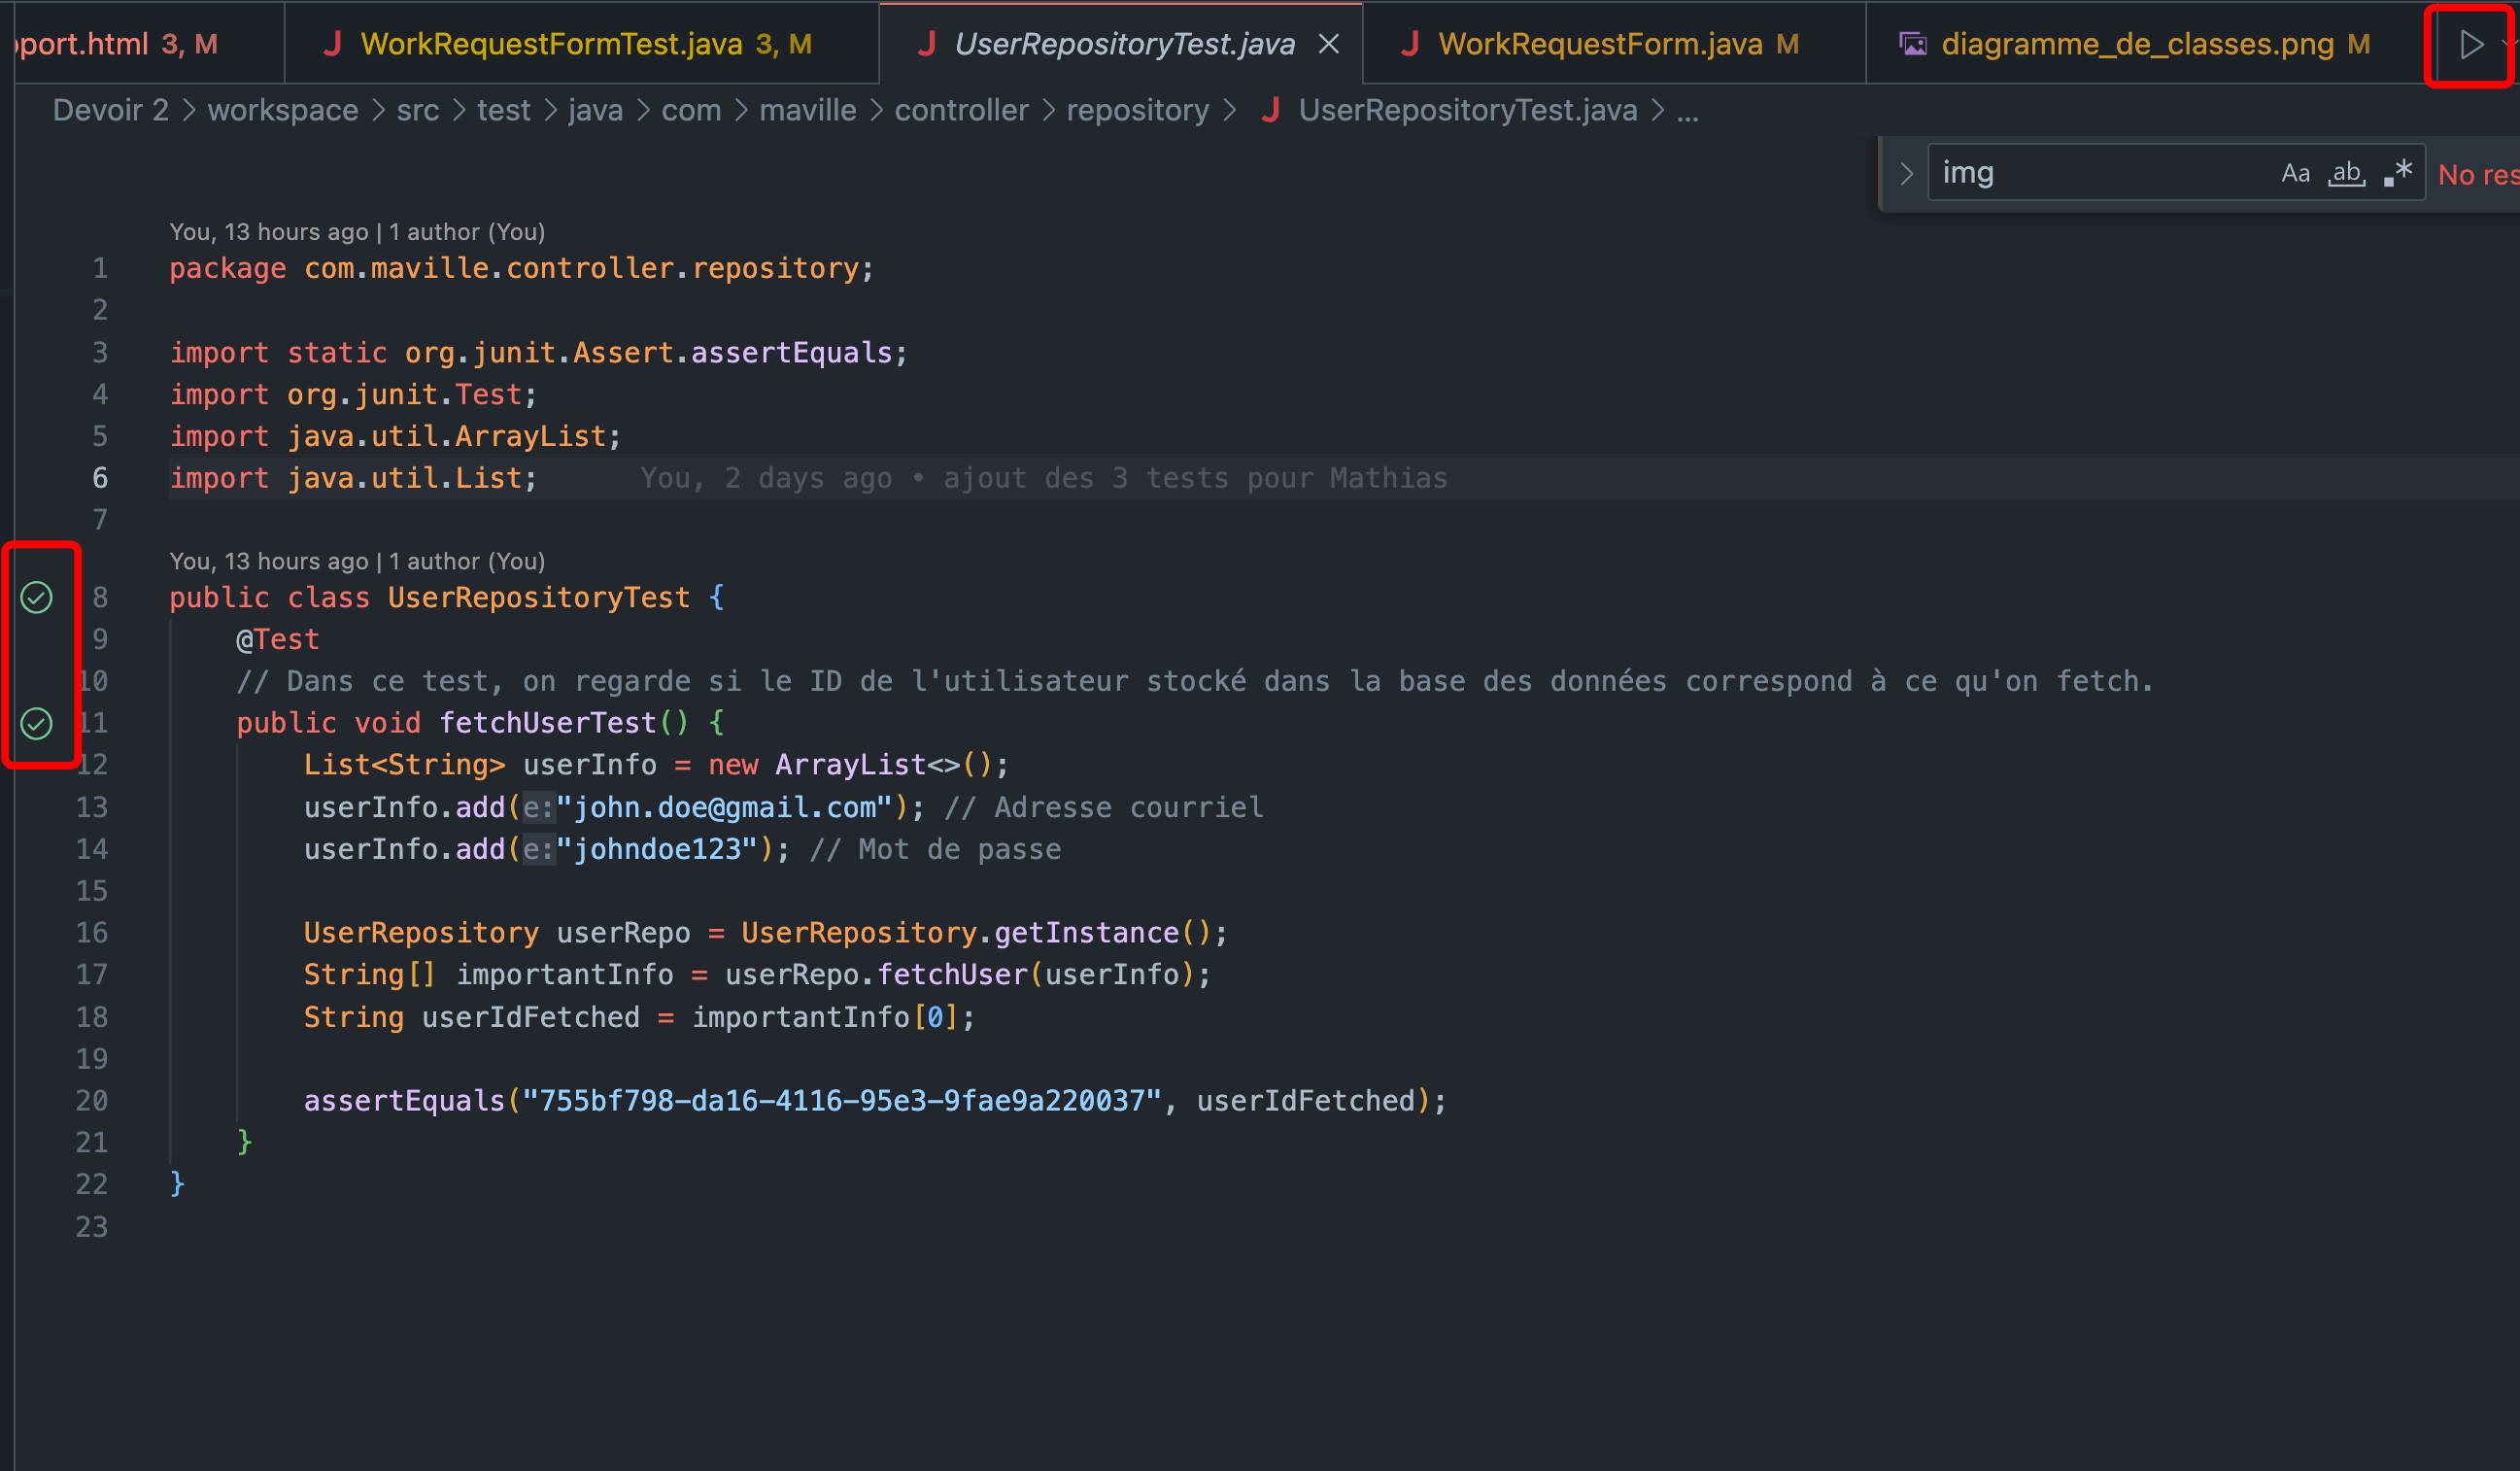 port.html 3, M WorkRequestFormTest.java 3, M UserRepositoryTest.java WorkRequestForm.java M diagramme_de_classes.png M
Devoir 2 > workspace > src > test > java > com > maville > controller > repository > J UserRepositoryTest.java > ...
img Aa ab .* No res
You, 13 hours ago | 1 author (You)
1 package com.maville.controller.repository;
2
3 import static org.junit.Assert.assertEquals;
4 import org.junit.Test;
5 import java.util.ArrayList;
6 import java.util.List; You, 2 days ago • ajout des 3 tests pour Mathias
7
You, 13 hours ago | 1 author (You)
8 public class UserRepositoryTest {
9 @Test
10 // Dans ce test, on regarde si le ID de l'utilisateur stocké dans la base des données correspond à ce qu'on fetch.
11 public void fetchUserTest() {
12 List<String> userInfo = new ArrayList<>();
13 userInfo.add(e:"john.doe@gmail.com"); // Adresse courriel
14 userInfo.add(e:"johndoe123"); // Mot de passe
15
16 UserRepository userRepo = UserRepository.getInstance();
17 String[] importantInfo = userRepo.fetchUser(userInfo);
18 String userIdFetched = importantInfo[0];
19
20 assertEquals("755bf798-da16-4116-95e3-9fae9a220037", userIdFetched);
21 }
22 }
23